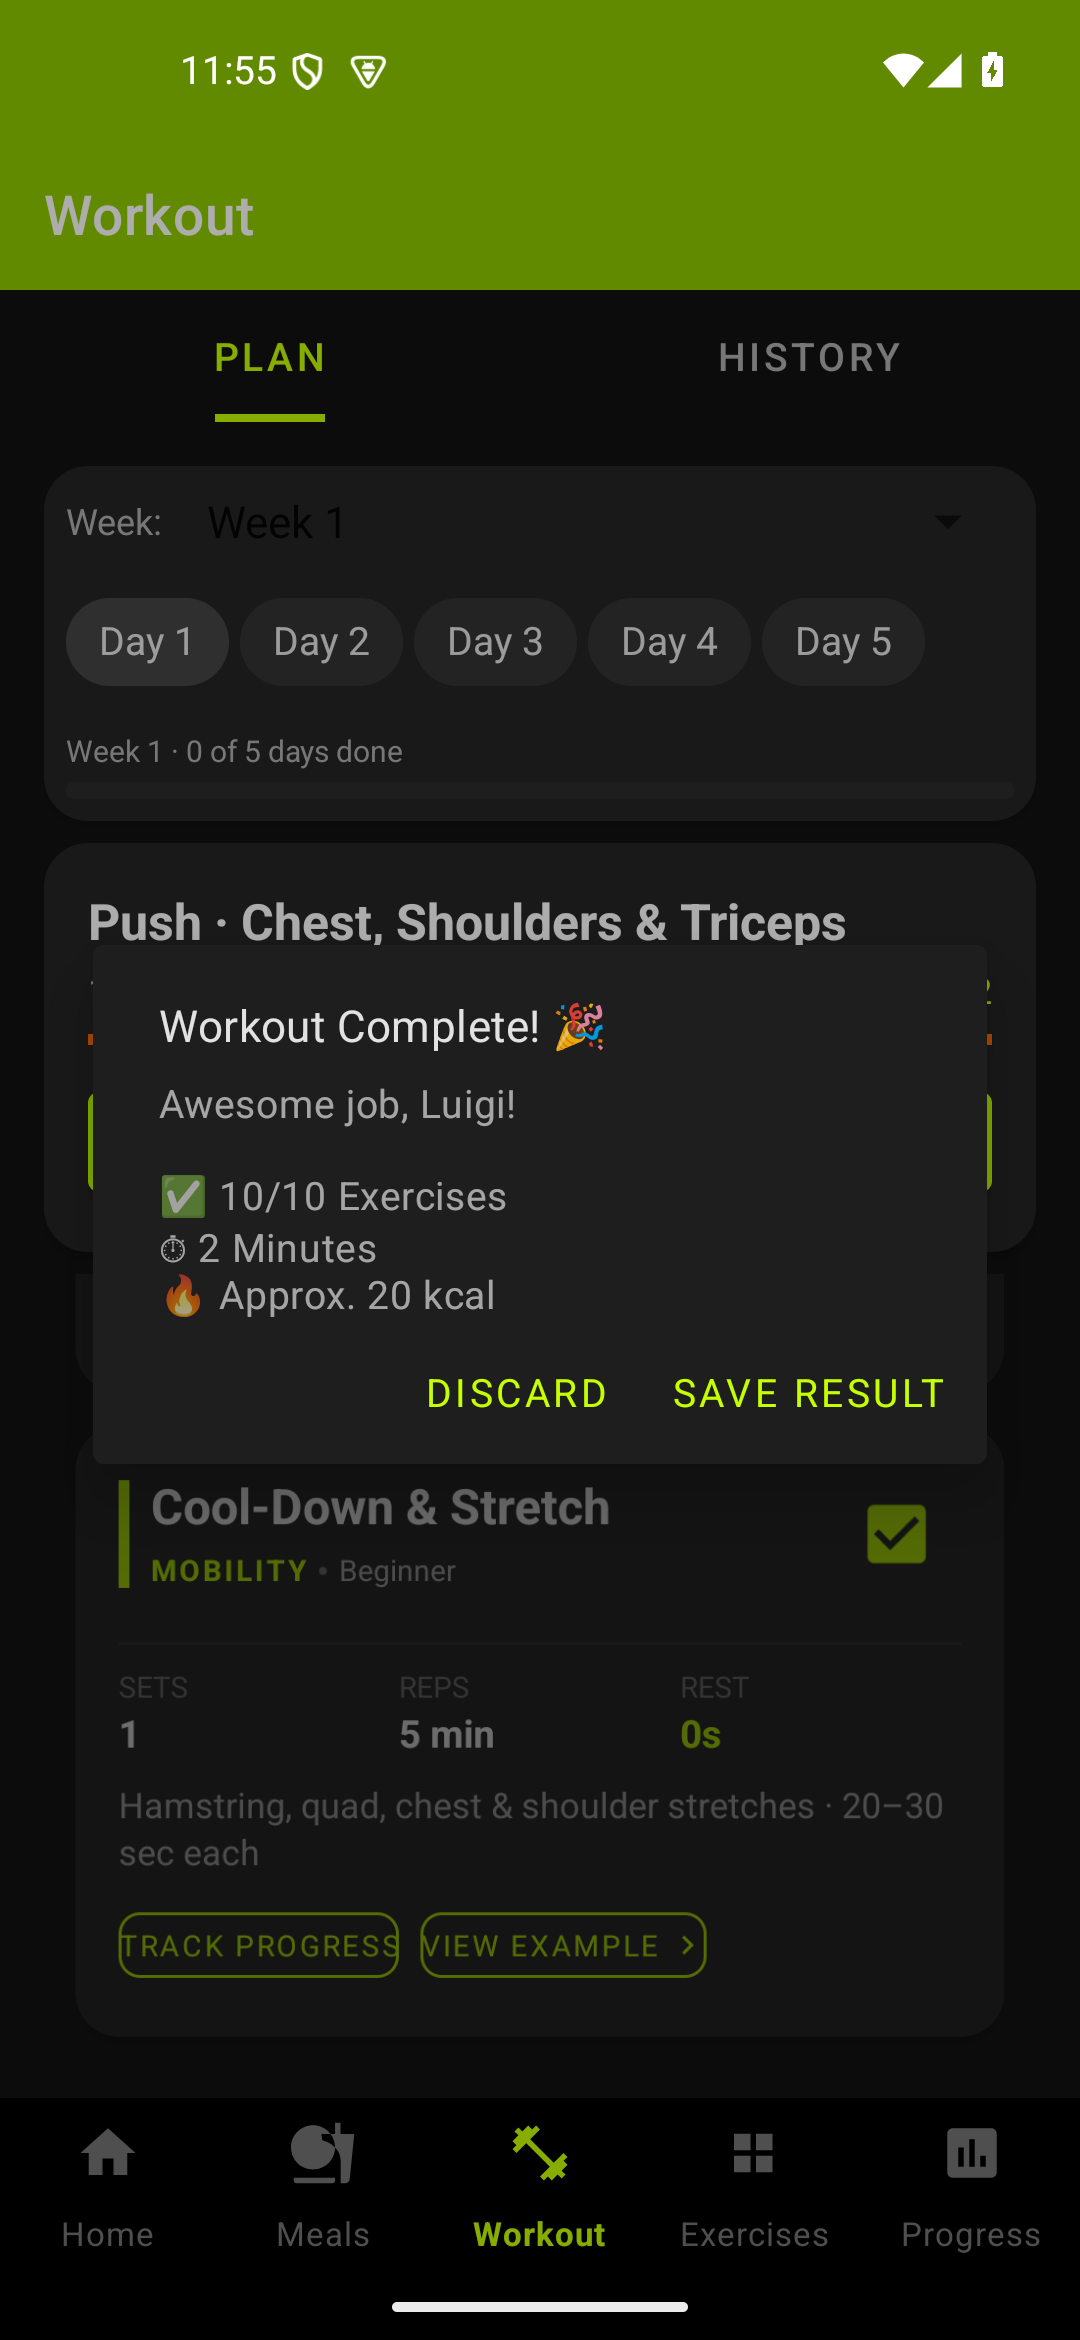 11:55
Workout
PLAN
HISTORY
Week:
Week 1
Day 1
Day 2
Day 3
Day 4
Day 5
Week 1 · 0 of 5 days done
Push · Chest, Shoulders & Triceps
Workout Complete! 🎉
Awesome job, Luigi!
✅ 10/10 Exercises
⏱ 2 Minutes
🔥 Approx. 20 kcal
DISCARD
SAVE RESULT
Cool-Down & Stretch
MOBILITY • Beginner
SETS
REPS
REST
1
5 min
0s
Hamstring, quad, chest & shoulder stretches · 20–30
sec each
TRACK PROGRESS
VIEW EXAMPLE
Home
Meals
Workout
Exercises
Progress